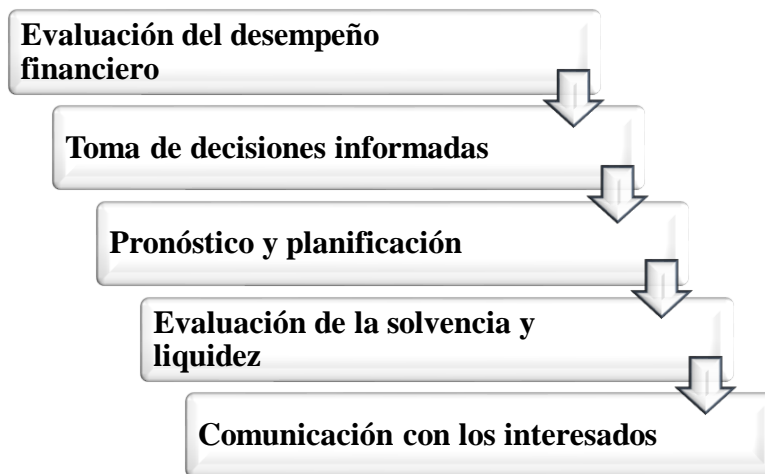 Evaluación del desempeño
financiero
Toma de decisiones informadas
Pronóstico y planificación
Evaluación de la solvencia y
liquidez
Comunicación con los interesados